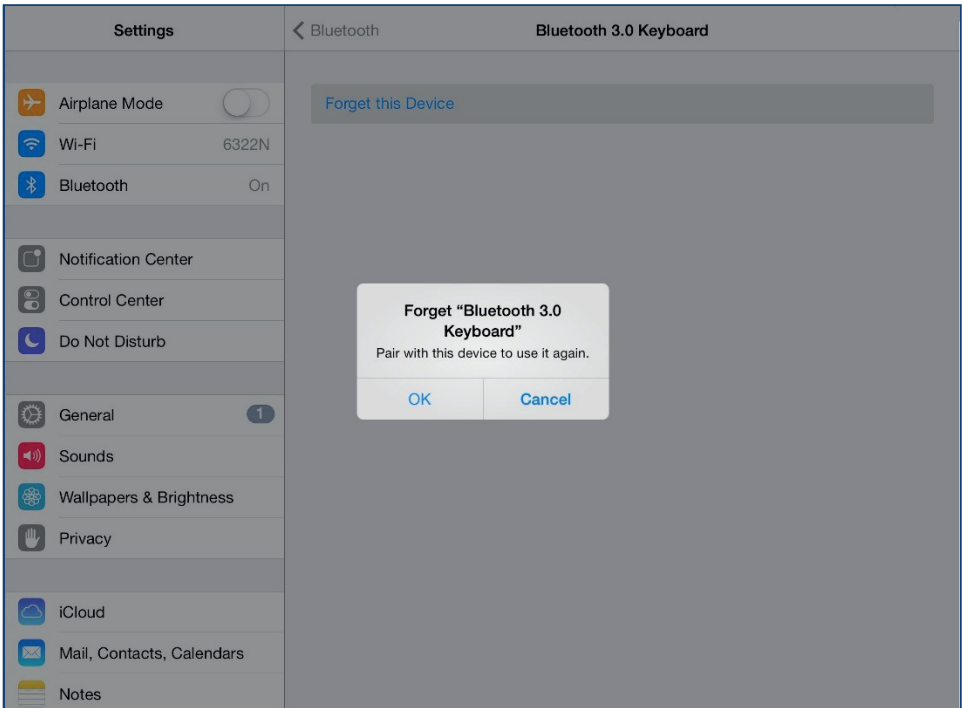 Settings
Bluetooth
Bluetooth 3.0 Keyboard
Airplane Mode
Wi-Fi 6322N
Bluetooth On
Notification Center
Control Center
Do Not Disturb
General 1
Sounds
Wallpapers & Brightness
Privacy
iCloud
Mail, Contacts, Calendars
Notes
Forget this Device
Forget “Bluetooth 3.0
Keyboard”
Pair with this device to use it again.
OK Cancel